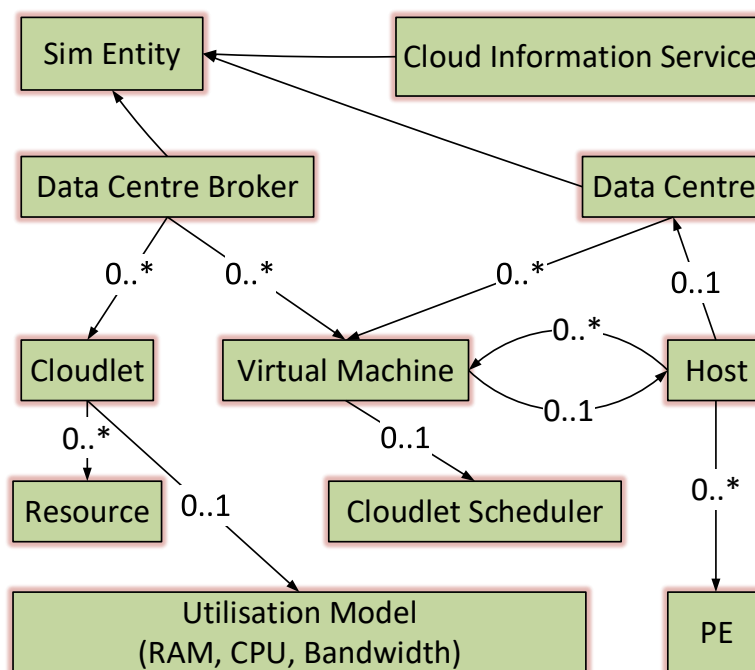 Sim Entity
Cloud Information Service
Data Centre Broker
Data Centre
0..*
0..*
0..*
0..1
Cloudlet
Virtual Machine
0..*
0..1
Host
0..*
0..1
0..*
Resource
0..1
Cloudlet Scheduler
Utilisation Model
(RAM, CPU, Bandwidth)
PE